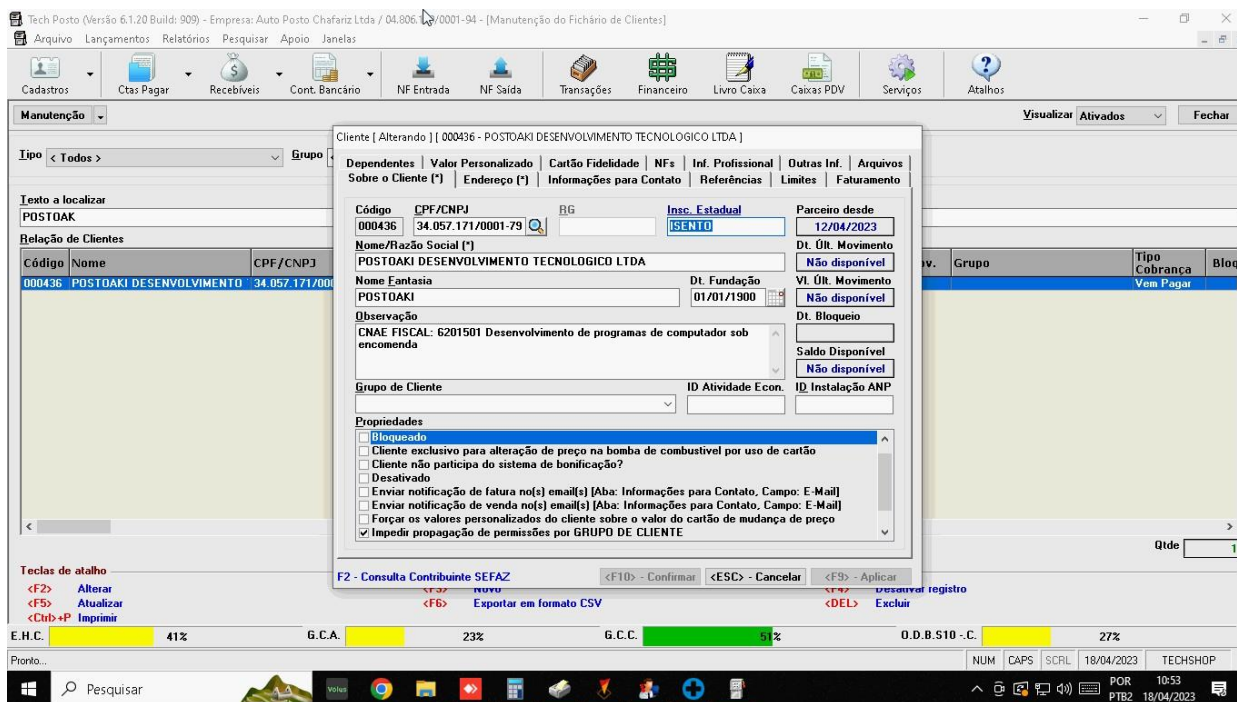 Tech Posto (Versão 6.1.20 Build: 909) - Empresa: Auto Posto Chafariz Ltda / 04.806. /0001-94 - [Manutenção do Fichário de Clientes]
Arquivo Lançamentos Relatórios Pesquisar Apoio Janelas
Cadastros Ctas Pagar Recebíveis Cont. Bancário NF Entrada NF Saída Transações Financeiro Livro Caixa Caixas PDV Serviços Atalhos
Manutenção Visualizar Ativados Fechar
Tipo < Todos > Grupo
Texto a localizar
POSTOAK
Relação de Clientes
Código Nome CPF/CNPJ Grupo Tipo Cobrança Bloq
000436 POSTOAKI DESENVOLVIMENTO 34.057.171/000 Vem Pagar
Cliente [ Alterando ] [ 000436 - POSTOAKI DESENVOLVIMENTO TECNOLOGICO LTDA ]
Dependentes Valor Personalizado Cartão Fidelidade NFs Inf. Profissional Outras Inf. Arquivos
Sobre o Cliente (*) Endereço (*) Informações para Contato Referências Limites Faturamento
Código CPF/CNPJ RG Insc. Estadual Parceiro desde
000436 34.057.171/0001-79 ISENTO 12/04/2023
Nome/Razão Social (*) Dt. Últ. Movimento
POSTOAKI DESENVOLVIMENTO TECNOLOGICO LTDA Não disponível
Nome Fantasia Dt. Fundação Vl. Últ. Movimento
POSTOAKI 01/01/1900 Não disponível
Observação Dt. Bloqueio
CNAE FISCAL: 6201501 Desenvolvimento de programas de computador sob
encomenda
Saldo Disponível
Não disponível
Grupo de Cliente ID Atividade Econ. ID Instalação ANP
Propriedades
Bloqueado
Cliente exclusivo para alteração de preço na bomba de combustivel por uso de cartão
Cliente não participa do sistema de bonificação?
Desativado
Enviar notificação de fatura no(s) email(s) [Aba: Informações para Contato, Campo: E-Mail]
Enviar notificação de venda no(s) email(s) [Aba: Informações para Contato, Campo: E-Mail]
Forçar os valores personalizados do cliente sobre o valor do cartão de mudança de preço
Impedir propagação de permissões por GRUPO DE CLIENTE
F2 - Consulta Contribuinte SEFAZ <F10> - Confirmar <ESC> - Cancelar <F9> - Aplicar
Qtde 1
Teclas de atalho
<F2> Alterar <F3> Novo <F4> Desativar registro
<F5> Atualizar <F6> Exportar em formato CSV <DEL> Excluir
<Ctrl>+P Imprimir
E.H.C. 41% G.C.A. 23% G.C.C. 51% O.D.B.S10 -.C. 27%
Pronto... NUM CAPS SCRL 18/04/2023 TECHSHOP
Pesquisar Volus POR 10:53
PTB2 18/04/2023